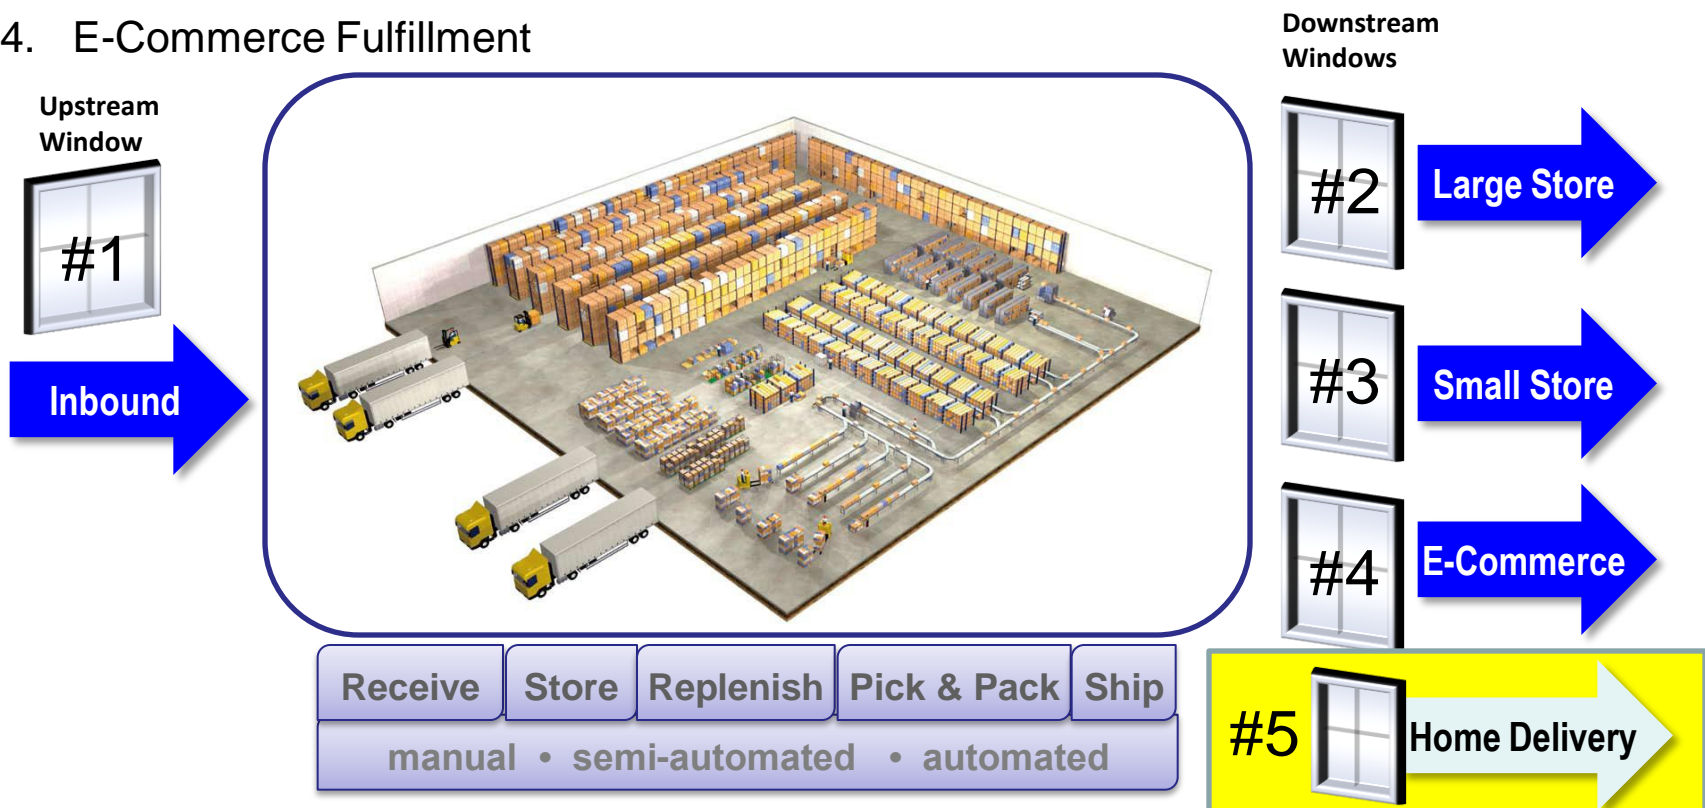 4. E-Commerce Fulfillment
Upstream
Window
#1
Inbound
Downstream
Windows
#2
Large Store
#3
Small Store
#4
E-Commerce
#5
Home Delivery
Receive Store Replenish Pick & Pack Ship
manual • semi-automated • automated